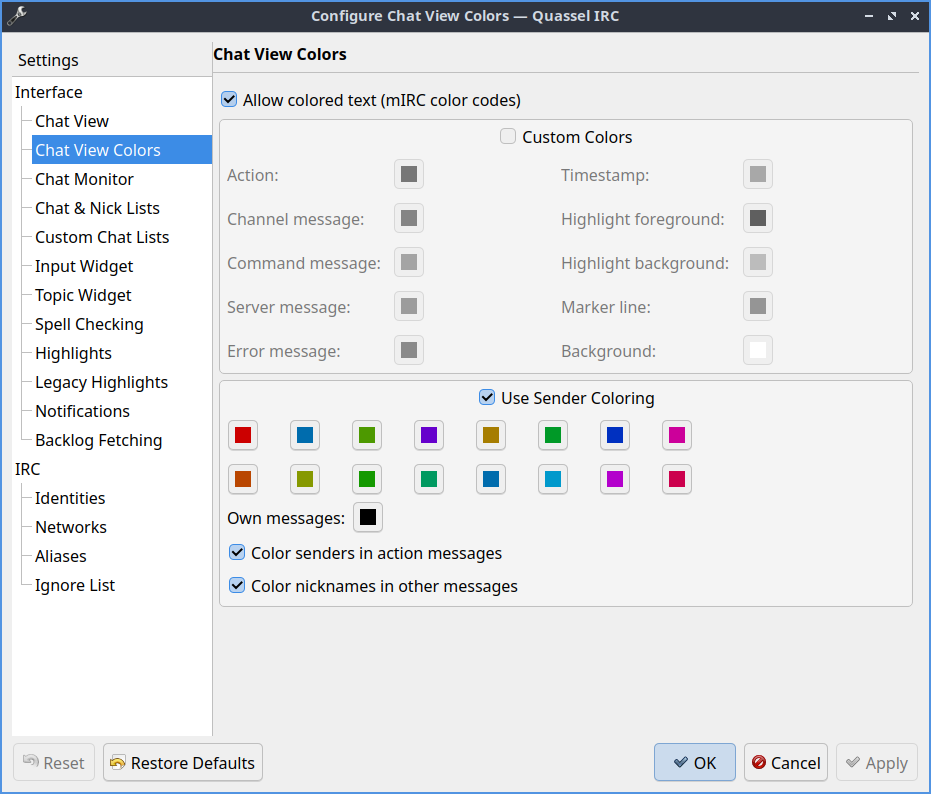 Configure Chat View Colors — Quassel IRC
Settings
Interface
Chat View
Chat View Colors
Chat Monitor
Chat & Nick Lists
Custom Chat Lists
Input Widget
Topic Widget
Spell Checking
Highlights
Legacy Highlights
Notifications
Backlog Fetching
IRC
Identities
Networks
Aliases
Ignore List
Chat View Colors
Allow colored text (mIRC color codes)
Custom Colors
Action: Timestamp:
Channel message: Highlight foreground:
Command message: Highlight background:
Server message: Marker line:
Error message: Background:
Use Sender Coloring
Own messages:
Color senders in action messages
Color nicknames in other messages
Reset Restore Defaults OK Cancel Apply